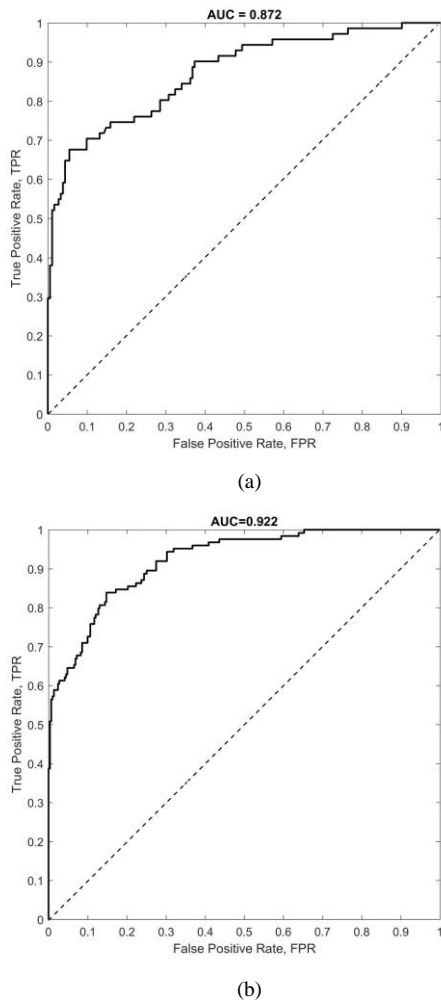 AUC = 0.872
1
0.9
0.8
0.7
0.6
0.5
0.4
0.3
0.2
0.1
0
True Positive Rate, TPR
0 0.1 0.2 0.3 0.4 0.5 0.6 0.7 0.8 0.9 1
False Positive Rate, FPR
(a)
AUC=0.922
1
0.9
0.8
0.7
0.6
0.5
0.4
0.3
0.2
0.1
0
True Positive Rate, TPR
0 0.1 0.2 0.3 0.4 0.5 0.6 0.7 0.8 0.9 1
False Positive Rate, FPR
(b)